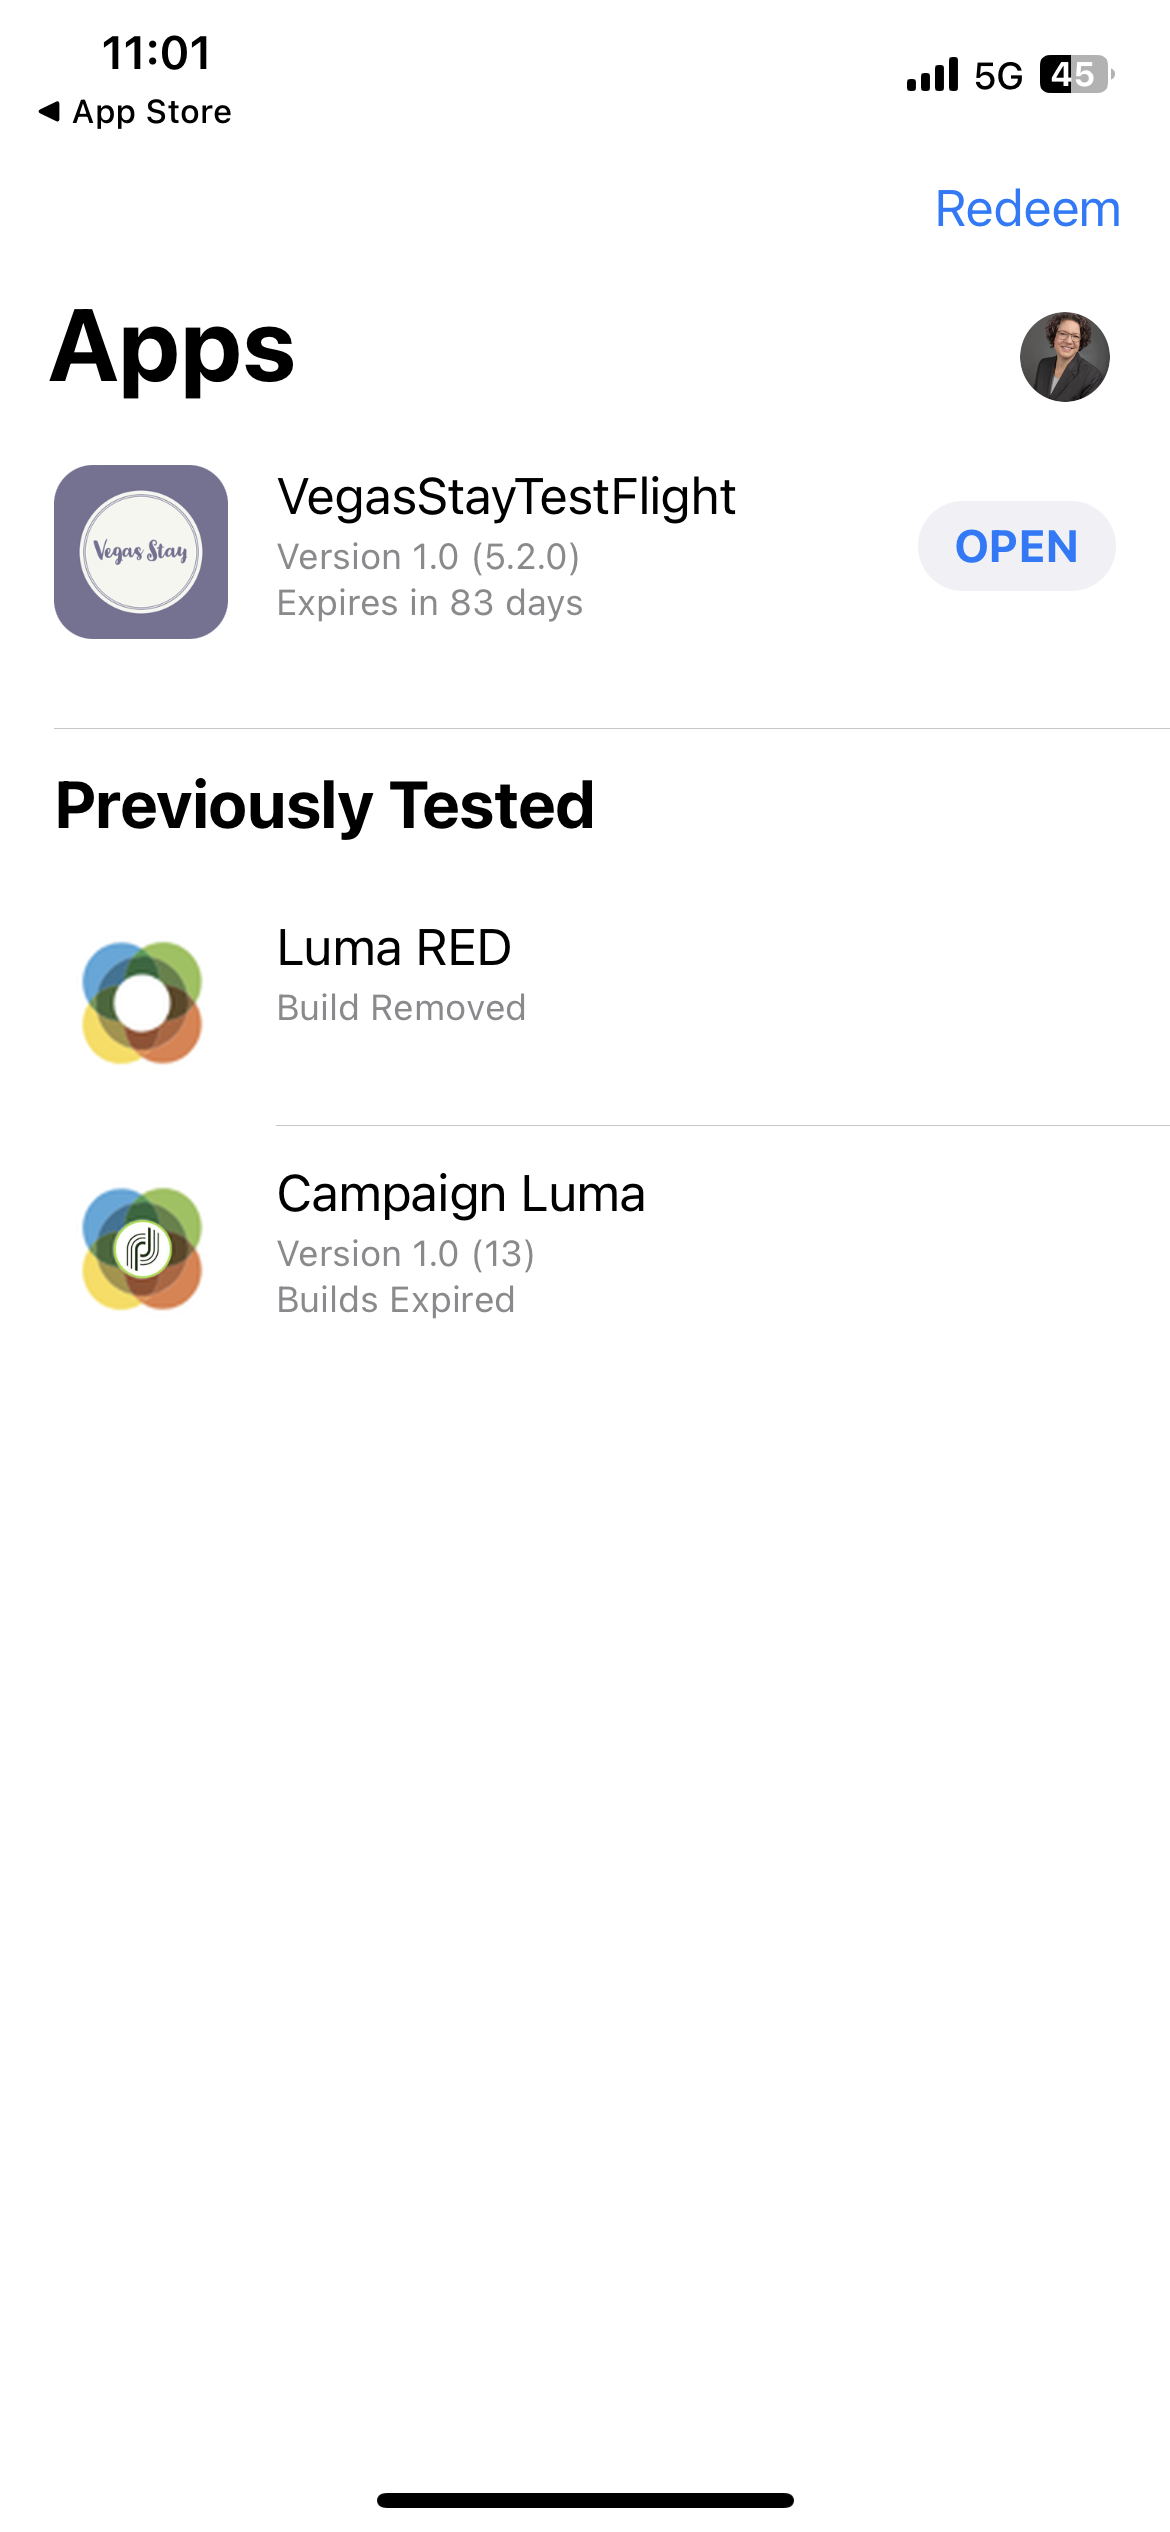 11:01
5G 45
◀ App Store
Redeem
Apps
Vegas Stay
VegasStayTestFlight
Version 1.0 (5.2.0)
Expires in 83 days
OPEN
Previously Tested
Luma RED
Build Removed
Campaign Luma
Version 1.0 (13)
Builds Expired